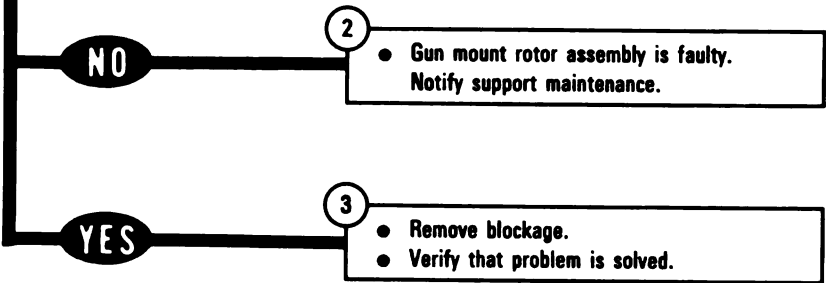 2
NO
● Gun mount rotor assembly is faulty.
Notify support maintenance.
3
YES
● Remove blockage.
● Verify that problem is solved.